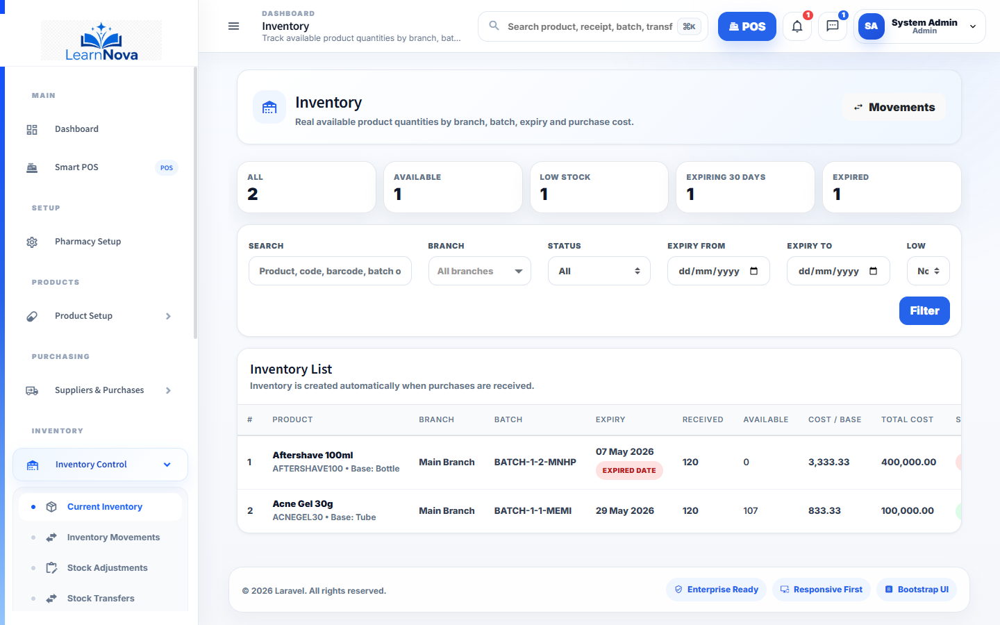 LearnNova
MAIN
Dashboard
Smart POS
POS
SETUP
Pharmacy Setup
PRODUCTS
Product Setup
PURCHASING
Suppliers & Purchases
INVENTORY
Inventory Control
Current Inventory
Inventory Movements
Stock Adjustments
Stock Transfers
DASHBOARD
Inventory
Track available product quantities by branch, bat...
Search product, receipt, batch, transf
⌘K
POS
1
1
SA
System Admin
Admin
Inventory
Real available product quantities by branch, batch, expiry and purchase cost.
Movements
ALL
2
AVAILABLE
1
LOW STOCK
1
EXPIRING 30 DAYS
1
EXPIRED
1
SEARCH
Product, code, barcode, batch o
BRANCH
All branches
STATUS
All
EXPIRY FROM
dd/mm/yyyy
EXPIRY TO
dd/mm/yyyy
LOW
No
Filter
Inventory List
Inventory is created automatically when purchases are received.
# PRODUCT BRANCH BATCH EXPIRY RECEIVED AVAILABLE COST / BASE TOTAL COST S
1 Aftershave 100ml Main Branch BATCH-1-2-MNHP 07 May 2026 120 0 3,333.33 400,000.00
AFTERSHAVE100 • Base: Bottle
EXPIRED DATE
2 Acne Gel 30g Main Branch BATCH-1-1-MEMI 29 May 2026 120 107 833.33 100,000.00
ACNEGEL30 • Base: Tube
© 2026 Laravel. All rights reserved.
Enterprise Ready
Responsive First
Bootstrap UI